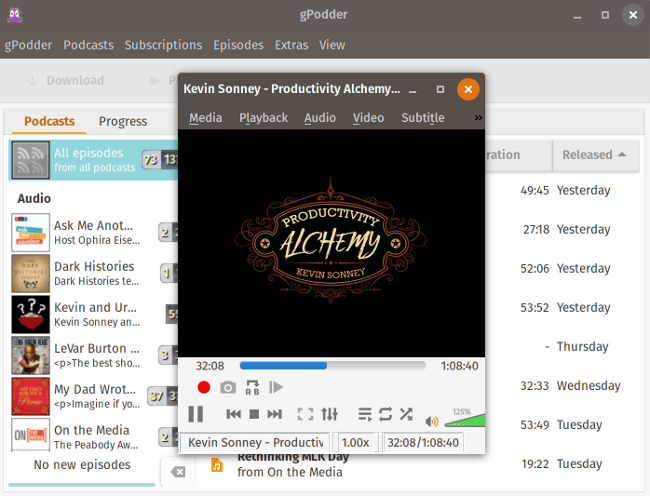 gPodder
gPodder Podcasts Subscriptions Episodes Extras View
Download
Podcasts Progress
All episodes
from all podcasts
73
Audio
Ask Me Anot…
Host Ophira Eise…
2
Dark Histories
Dark Histories te…
1
Kevin and Ur…
Kevin Sonney an…
LeVar Burton …
<p>The best sho…
3
My Dad Wrot…
<p>Imagine if yo…
37
On the Media
The Peabody Aw…
2
No new episodes
Kevin Sonney - Productivity Alchemy...
Media Playback Audio Video Subtitle »
PRODUCTIVITY
ALCHEMY
KEVIN SONNEY
32:08 1:08:40
A B
125%
Kevin Sonney - Productiv 1.00x 32:08/1:08:40
Released
49:45 Yesterday
27:18 Yesterday
52:06 Yesterday
53:52 Yesterday
- Thursday
32:33 Wednesday
53:49 Tuesday
Rethinking MLK Day
from On the Media
19:22 Tuesday